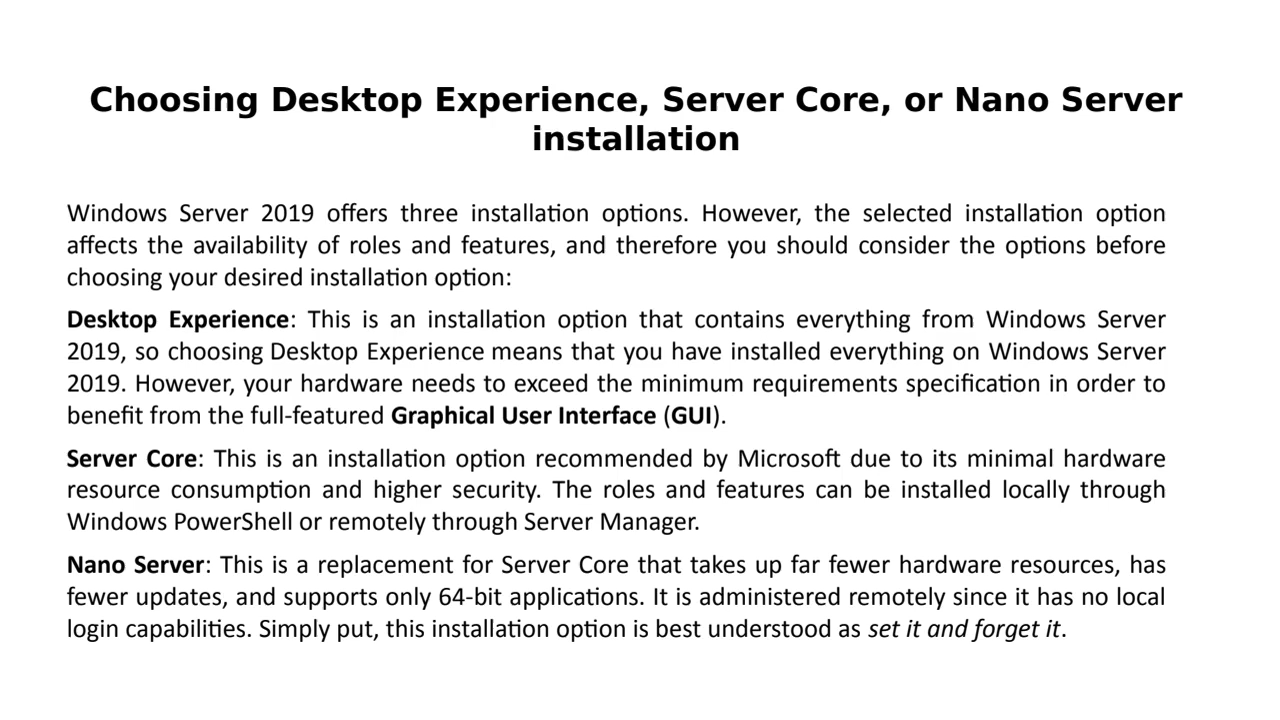 Choosing Desktop Experience, Server Core, or Nano Server
installation
Windows Server 2019 offers three installation options. However, the selected installation option
affects the availability of roles and features, and therefore you should consider the options before
choosing your desired installation option:
Desktop Experience: This is an installation option that contains everything from Windows Server
2019, so choosing Desktop Experience means that you have installed everything on Windows Server
2019. However, your hardware needs to exceed the minimum requirements specification in order to
benefit from the full-featured Graphical User Interface (GUI).
Server Core: This is an installation option recommended by Microsoft due to its minimal hardware
resource consumption and higher security. The roles and features can be installed locally through
Windows PowerShell or remotely through Server Manager.
Nano Server: This is a replacement for Server Core that takes up far fewer hardware resources, has
fewer updates, and supports only 64-bit applications. It is administered remotely since it has no local
login capabilities. Simply put, this installation option is best understood as set it and forget it.